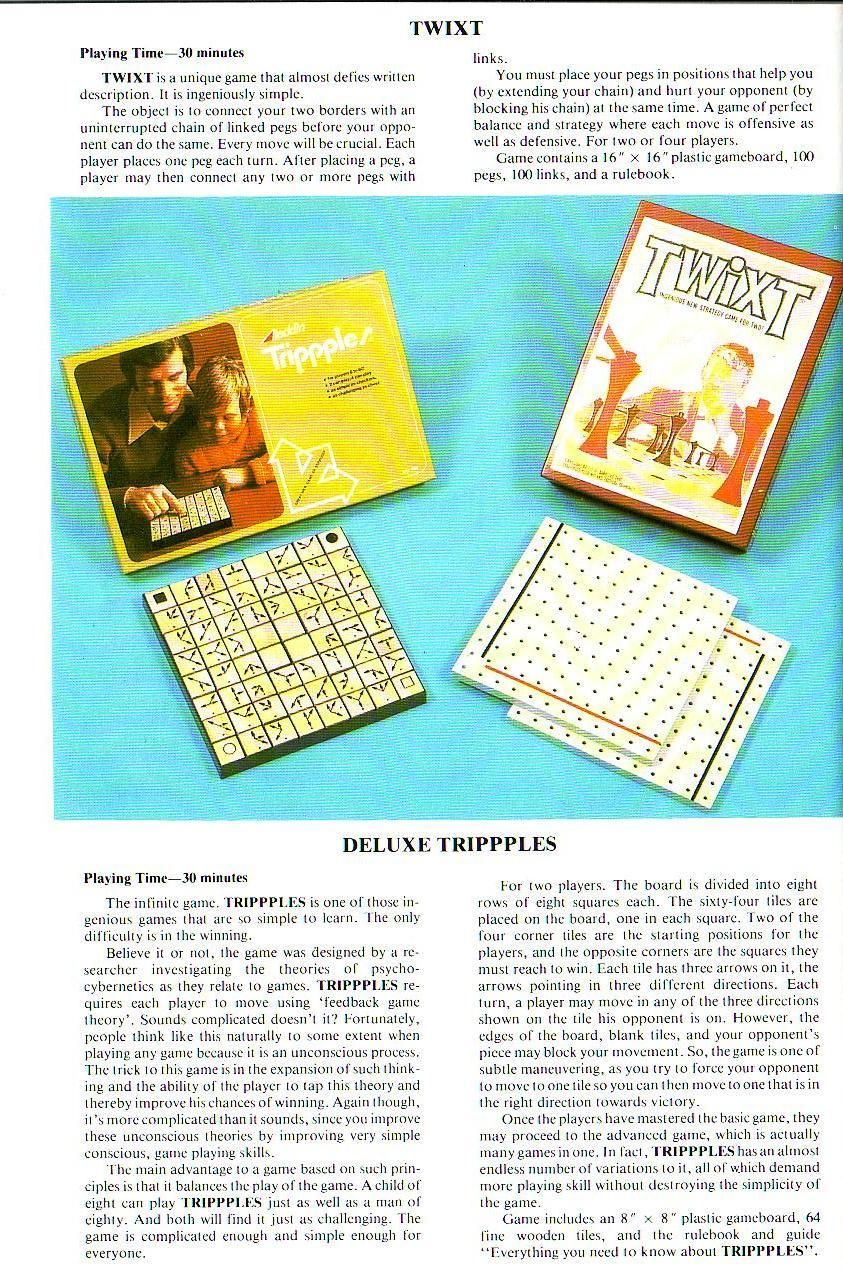 TWIXT
Playing Time—30 minutes
TWIXT is a unique game that almost defies written
description. It is ingeniously simple.
The object is to connect your two borders with an
uninterrupted chain of linked pegs before your oppo-
nent can do the same. Every move will be crucial. Each
player places one peg each turn. After placing a peg, a
player may then connect any two or more pegs with
links.
You must place your pegs in positions that help you
(by extending your chain) and hurt your opponent (by
blocking his chain) at the same time. A game of perfect
balance and strategy where each move is offensive as
well as defensive. For two or four players.
Game contains a 16" × 16" plastic gameboard, 100
pegs, 100 links, and a rulebook.
Aladdin
Trippples
TWIXT
INGENIOUS NEW STRATEGY GAME FOR TWO!
DELUXE TRIPPPLES
Playing Time—30 minutes
The infinite game. TRIPPPLES is one of those in-
genious games that are so simple to learn. The only
difficulty is in the winning.
Believe it or not, the game was designed by a re-
searcher investigating the theories of psycho-
cybernetics as they relate to games. TRIPPPLES re-
quires each player to move using 'feedback game
theory'. Sounds complicated doesn't it? Fortunately,
people think like this naturally to some extent when
playing any game because it is an unconscious process.
The trick to this game is in the expansion of such think-
ing and the ability of the player to tap this theory and
thereby improve his chances of winning. Again though,
it's more complicated than it sounds, since you improve
these unconscious theories by improving very simple
conscious, game playing skills.
The main advantage to a game based on such prin-
ciples is that it balances the play of the game. A child of
eight can play TRIPPPLES just as well as a man of
eighty. And both will find it just as challenging. The
game is complicated enough and simple enough for
everyone.
For two players. The board is divided into eight
rows of eight squares each. The sixty-four tiles are
placed on the board, one in each square. Two of the
four corner tiles are the starting positions for the
players, and the opposite corners are the squares they
must reach to win. Each tile has three arrows on it, the
arrows pointing in three different directions. Each
turn, a player may move in any of the three directions
shown on the tile his opponent is on. However, the
edges of the board, blank tiles, and your opponent's
piece may block your movement. So, the game is one of
subtle maneuvering, as you try to force your opponent
to move to one tile so you can then move to one that is in
the right direction towards victory.
Once the players have mastered the basic game, they
may proceed to the advanced game, which is actually
many games in one. In fact, TRIPPPLES has an almost
endless number of variations to it, all of which demand
more playing skill without destroying the simplicity of
the game.
Game includes an 8" × 8" plastic gameboard, 64
fine wooden tiles, and the rulebook and guide
"Everything you need to know about TRIPPPLES".